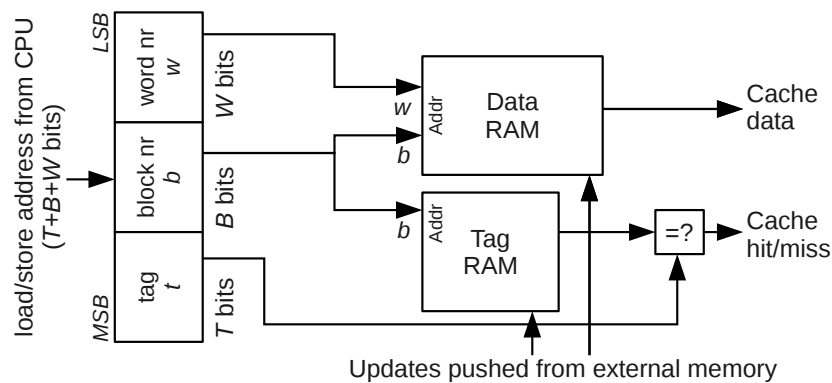 load/store address from CPU
(T+B+W bits)
LSB
word nr
w
W bits
block nr
b
B bits
MSB
tag
t
T bits
w
b
Addr
Data
RAM
Cache
data
b
Addr
Tag
RAM
=?
Cache
hit/miss
Updates pushed from external memory